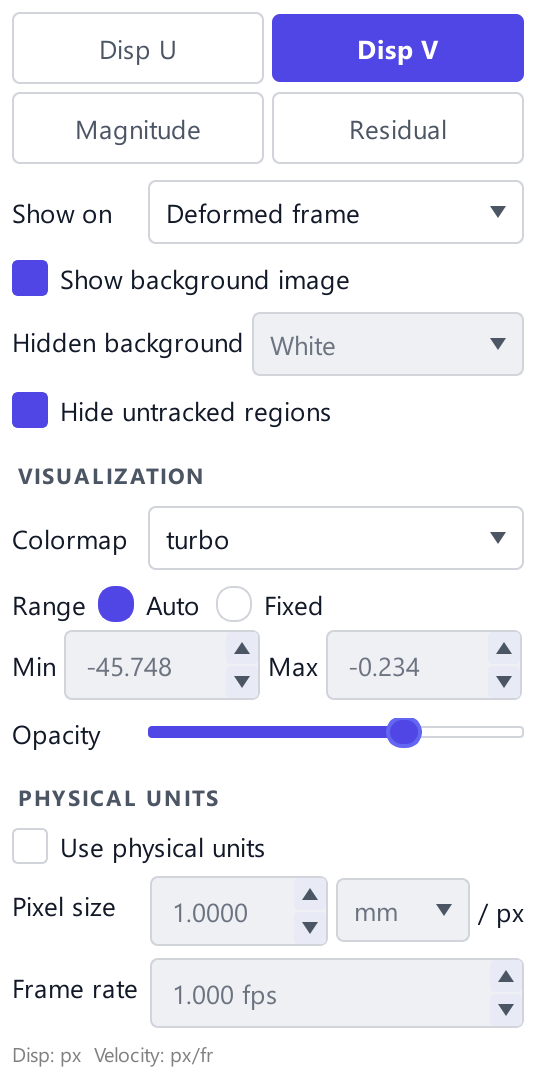 Disp U Disp V
Magnitude Residual
Show on Deformed frame
Show background image
Hidden background White
Hide untracked regions
VISUALIZATION
Colormap turbo
Range Auto Fixed
Min -45.748 Max -0.234
Opacity
PHYSICAL UNITS
Use physical units
Pixel size 1.0000 mm / px
Frame rate 1.000 fps
Disp: px Velocity: px/fr